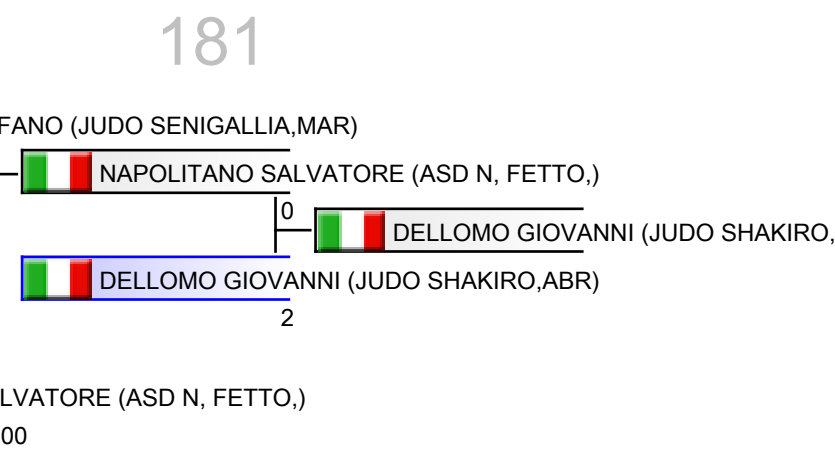 181
FANO (JUDO SENIGALLIA,MAR)
NAPOLITANO SALVATORE (ASD N, FETTO,)
0
DELLOMO GIOVANNI (JUDO SHAKIRO,
DELLOMO GIOVANNI (JUDO SHAKIRO,ABR)
2
LVATORE (ASD N, FETTO,)
00